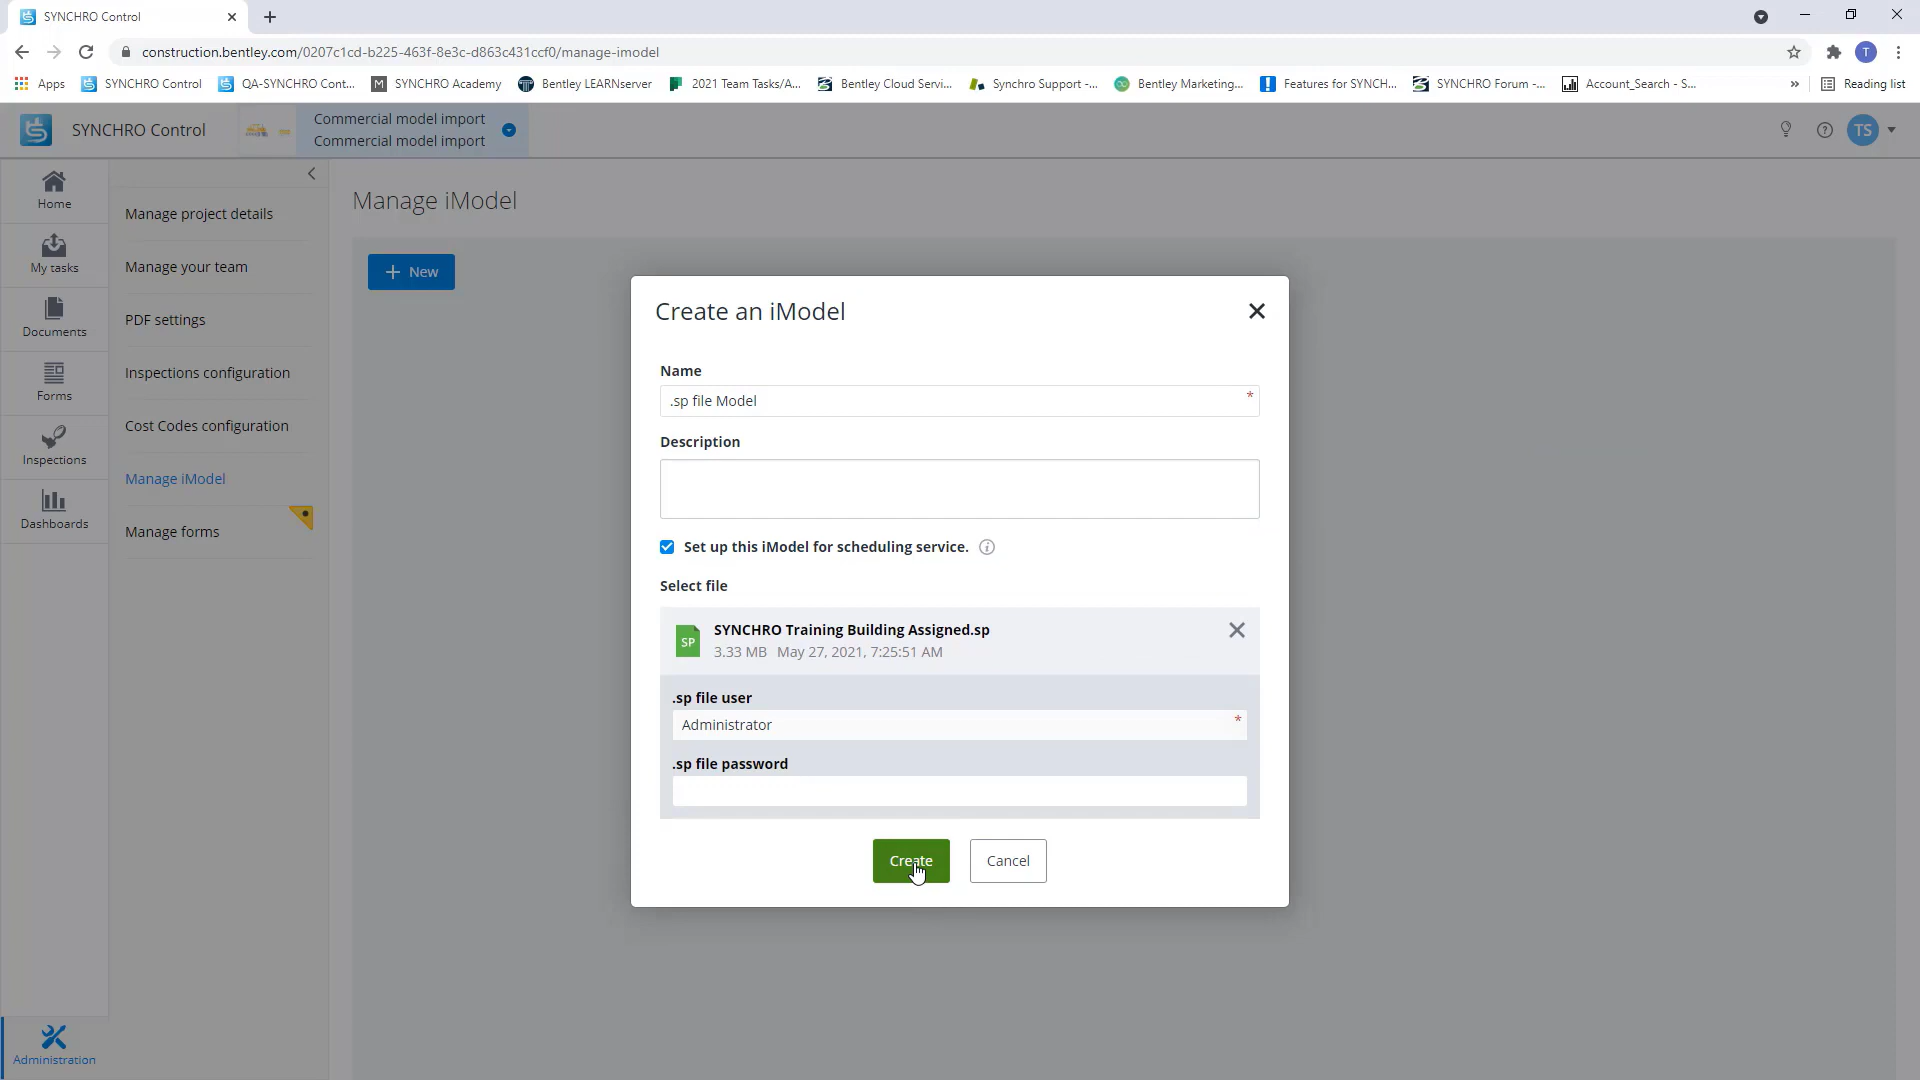 SYNCHRO Control
construction.bentley.com/0207c1cd-b225-463f-8e3c-d863c431ccf0/manage-imodel
T
Apps
SYNCHRO Control
QA-SYNCHRO Cont...
M
SYNCHRO Academy
Bentley LEARNserver
2021 Team Tasks/A...
Bentley Cloud Servi...
Synchro Support -...
Bentley Marketing...
Features for SYNCH...
SYNCHRO Forum -...
Account_Search - S...
»
Reading list
SYNCHRO Control
Commercial model import
Commercial model import
TS
Home
My tasks
Documents
Forms
Inspections
Dashboards
Administration
Manage project details
Manage your team
PDF settings
Inspections configuration
Cost Codes configuration
Manage iModel
Manage forms
Manage iModel
+ New
Create an iModel
Name
.sp file Model *
Description
Set up this iModel for scheduling service.
Select file
SP
SYNCHRO Training Building Assigned.sp
3.33 MB May 27, 2021, 7:25:51 AM
.sp file user
Administrator *
.sp file password
Create
Cancel